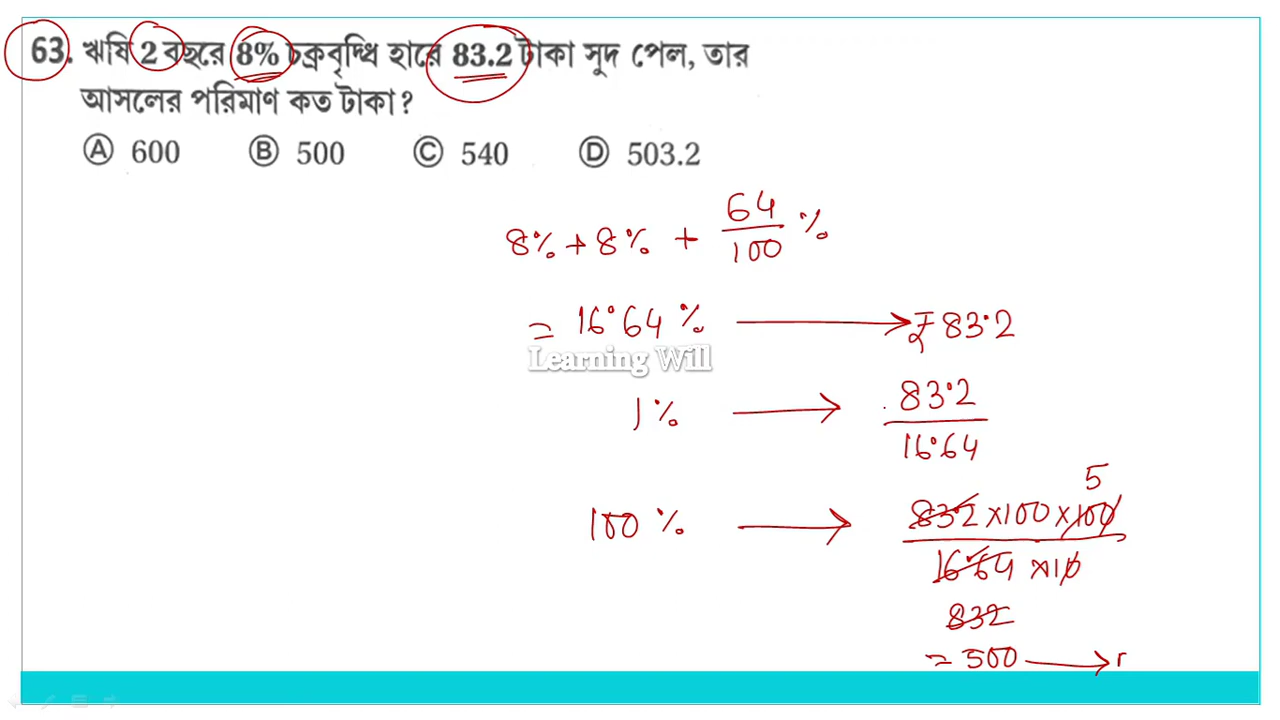 63. ঋষি 2 বছরে 8% চক্রবৃদ্ধি হারে 83.2 টাকা সুদ পেল, তার
আসলের পরিমাণ কত টাকা?
Ⓐ 600 Ⓑ 500 Ⓒ 540 Ⓓ 503.2
8% + 8% + 64/100 %
= 16.64% → ₹ 83.2
Learning Will
1% → 83.2/16.64
5
100% → 83.2×100×100
16.64×10
832
= 500 →